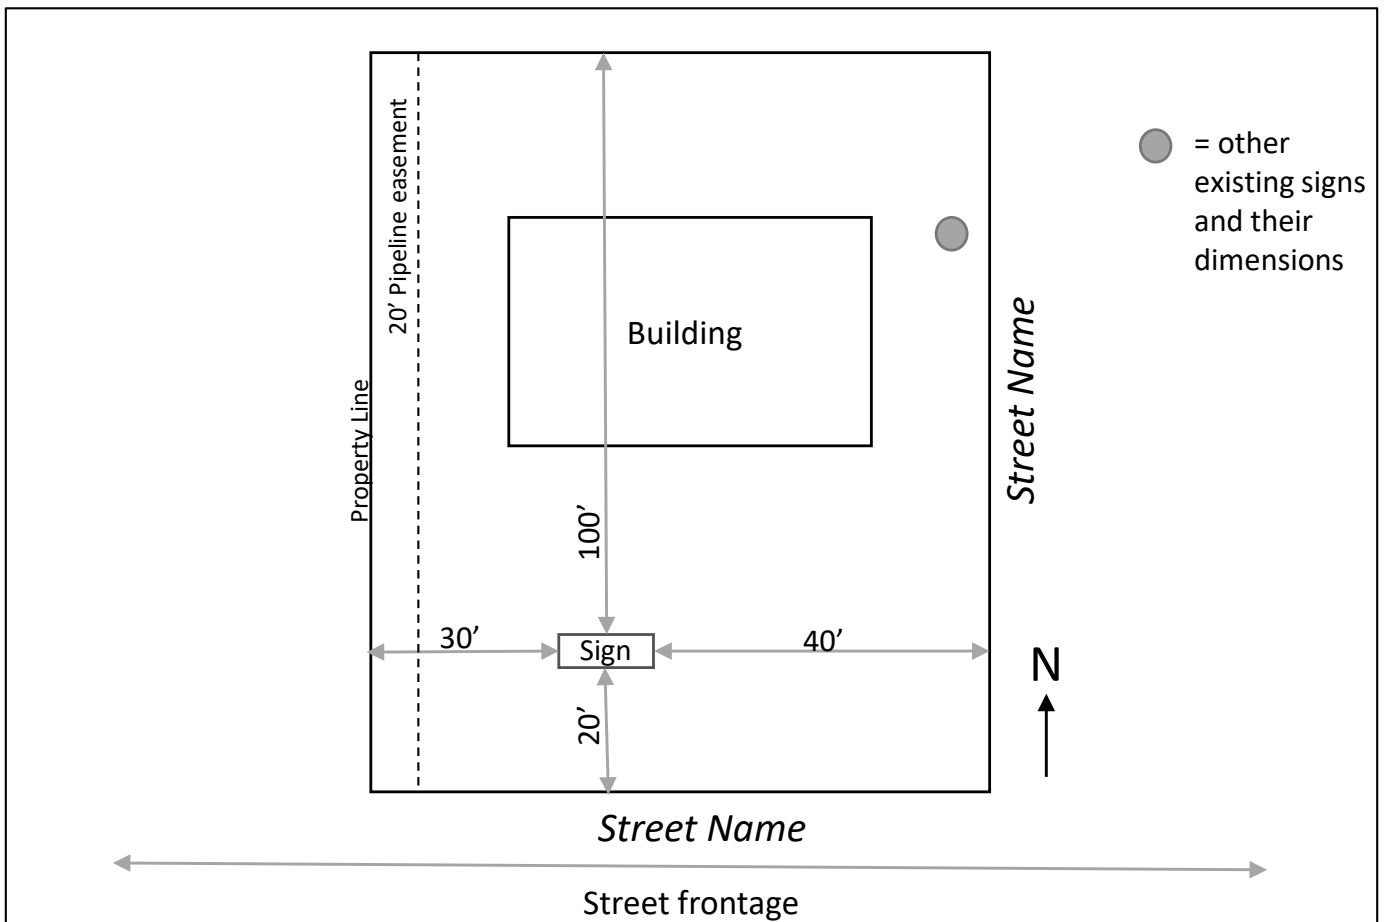 20’ Pipeline easement
= other
existing signs
and their
dimensions
Building
Street Name
Property Line
100’
30’
Sign
40’
N
20’
Street Name
Street frontage